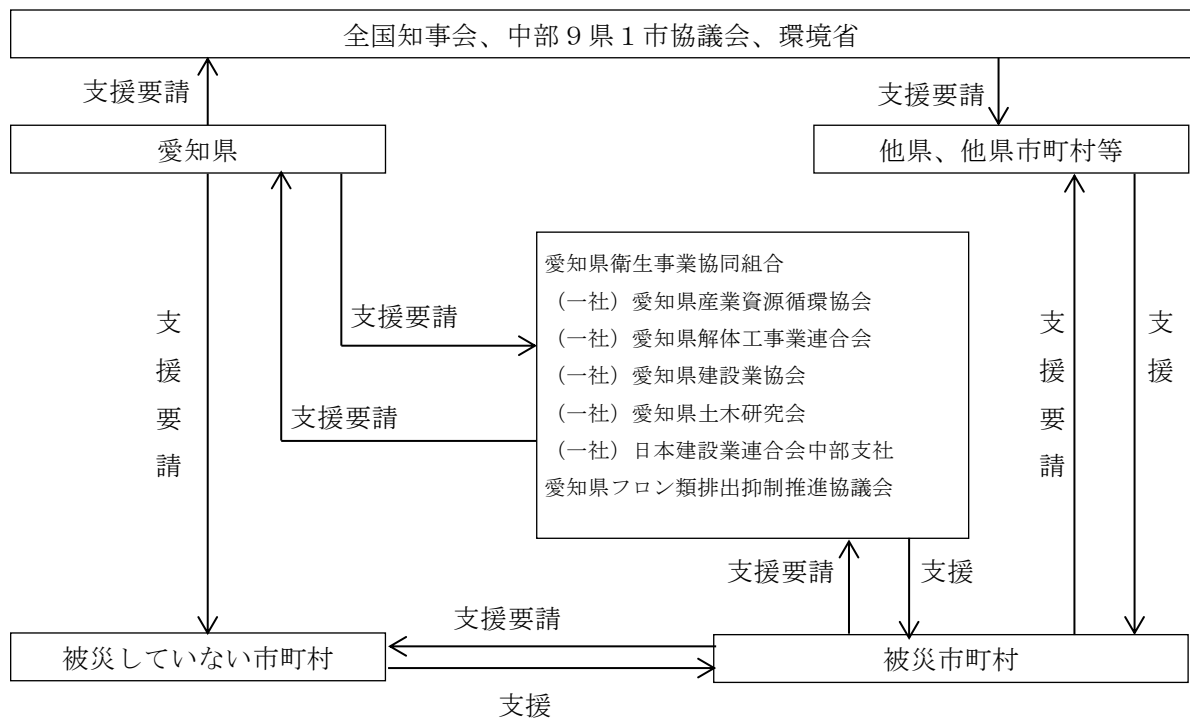 全国知事会、中部９県１市協議会、環境省
支援要請
支援要請
愛知県
他県、他県市町村等
愛知県衛生事業協同組合
（一社）愛知県産業資源循環協会
（一社）愛知県解体工事業連合会
（一社）愛知県建設業協会
（一社）愛知県土木研究会
（一社）日本建設業連合会中部支社
愛知県フロン類排出抑制推進協議会
支援要請
支援要請
支援要請
支援要請
支援
支援要請
支援
支援要請
被災していない市町村
被災市町村
支援